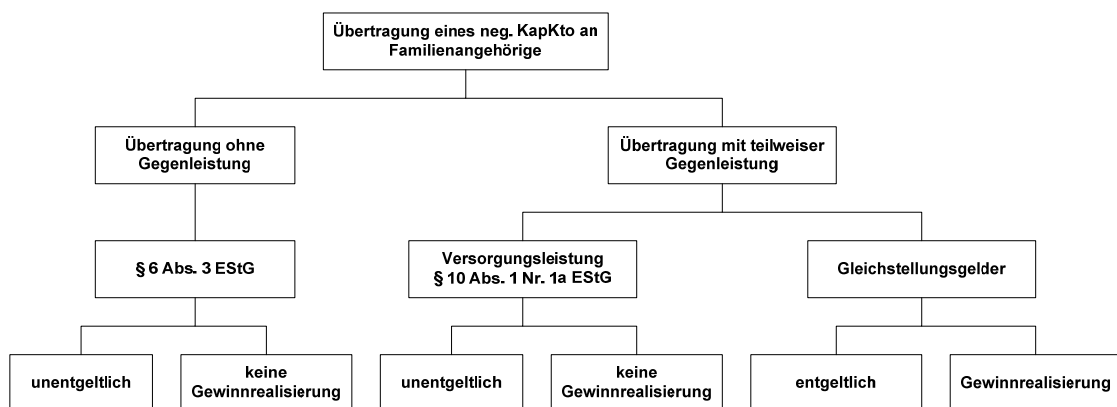 Übertragung eines neg. KapKto an
Familienangehörige
Übertragung ohne
Gegenleistung
Übertragung mit teilweiser
Gegenleistung
§ 6 Abs. 3 EStG
Versorgungsleistung
§ 10 Abs. 1 Nr. 1a EStG
Gleichstellungsgelder
unentgeltlich
keine
Gewinnrealisierung
unentgeltlich
keine
Gewinnrealisierung
entgeltlich
Gewinnrealisierung